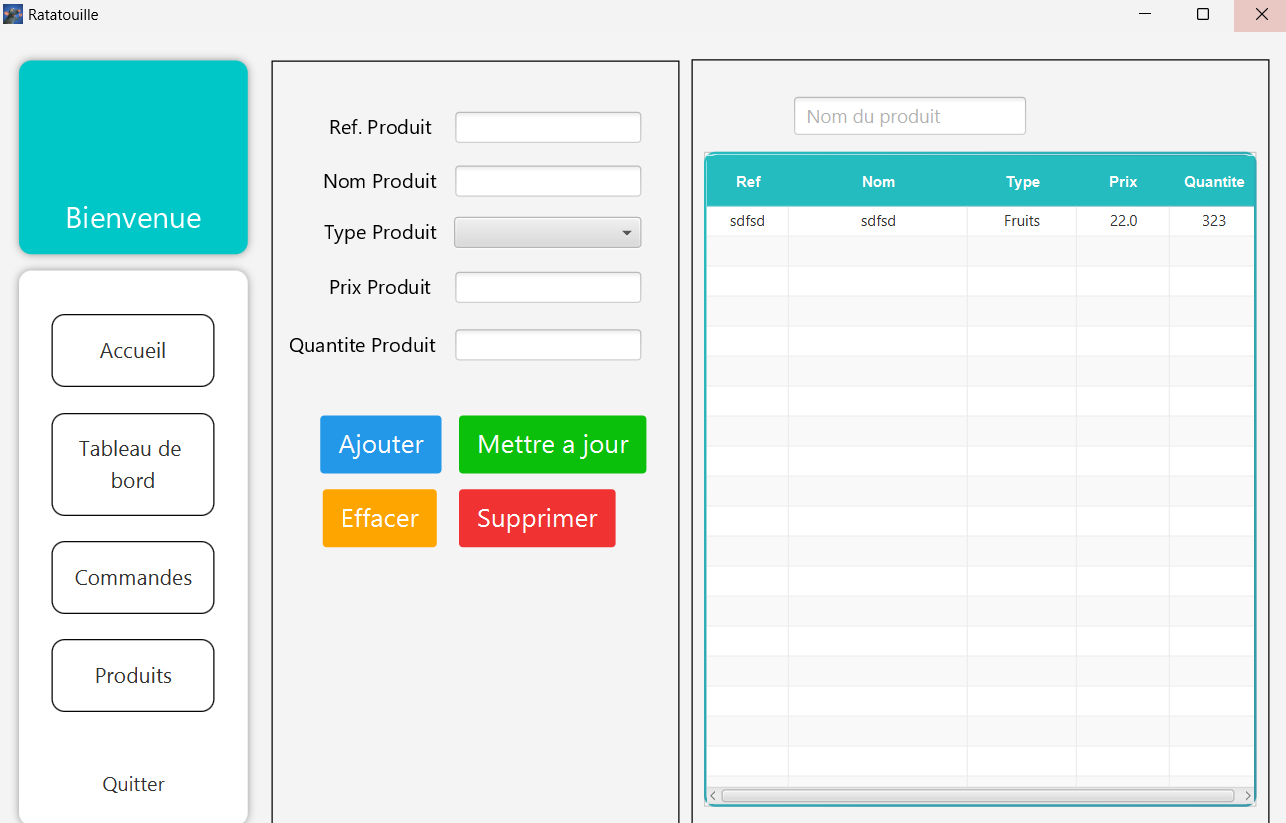 Ratatouille
Bienvenue
Accueil
Tableau de
bord
Commandes
Produits
Quitter
Ref. Produit
Nom Produit
Type Produit
Prix Produit
Quantite Produit
Ajouter
Mettre a jour
Effacer
Supprimer
Nom du produit
Ref Nom Type Prix Quantite
sdfsd sdfsd Fruits 22.0 323